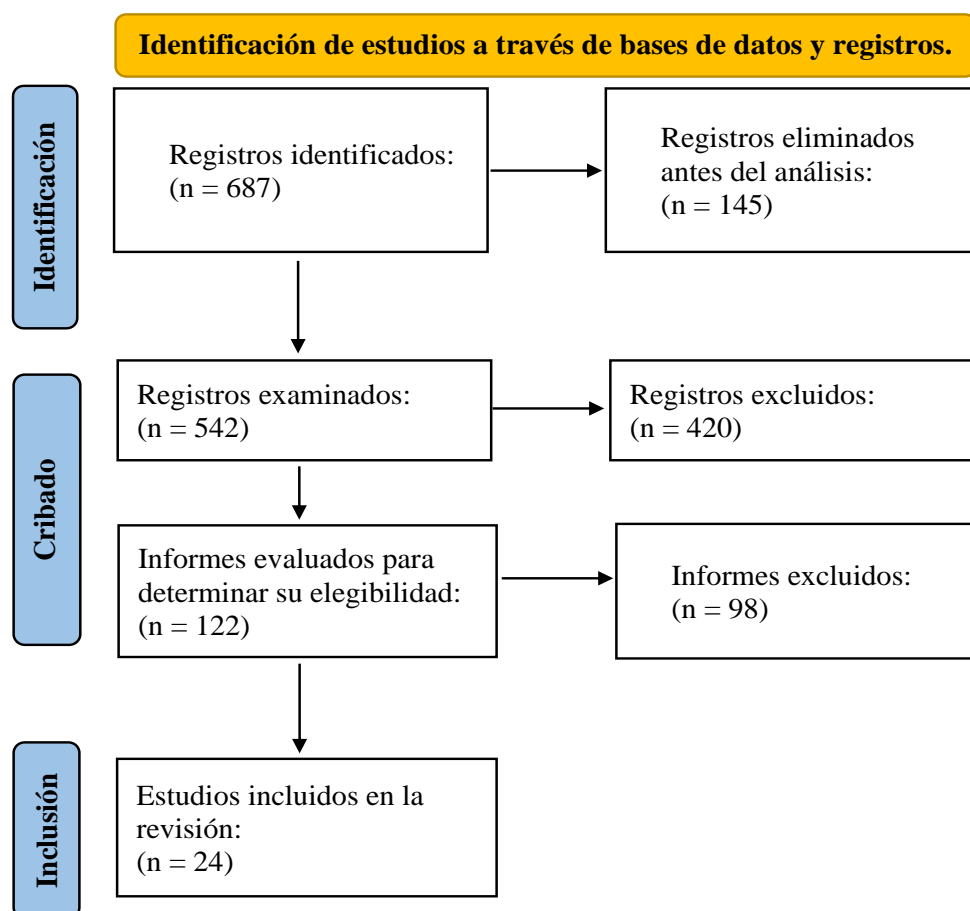 Identificación de estudios a través de bases de datos y registros.
Identificación
Registros identificados:
(n = 687)
Registros eliminados
antes del análisis:
(n = 145)
Cribado
Registros examinados:
(n = 542)
Registros excluidos:
(n = 420)
Informes evaluados para
determinar su elegibilidad:
(n = 122)
Informes excluidos:
(n = 98)
Inclusión
Estudios incluidos en la
revisión:
(n = 24)